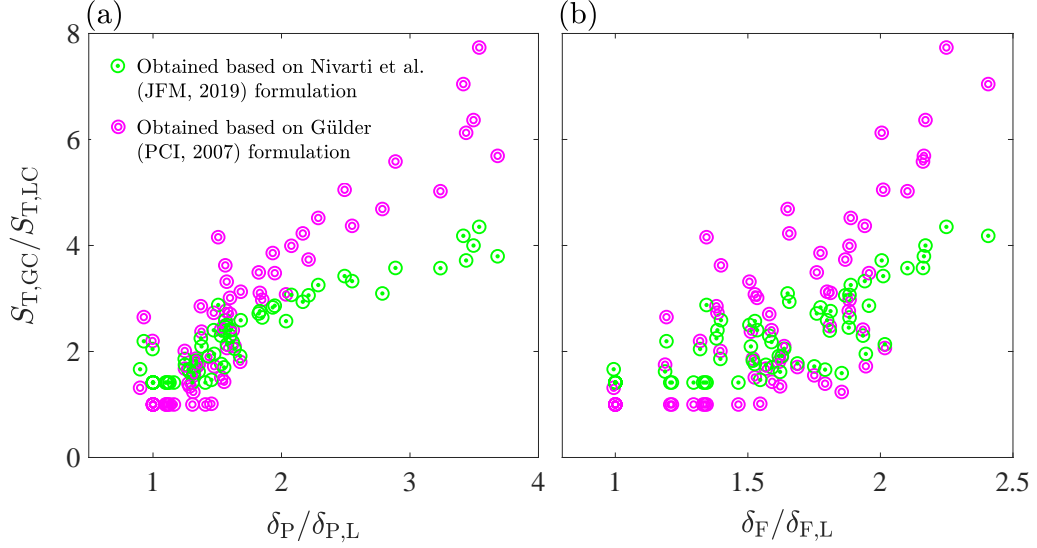 (a)
(b)
8
6
4
2
0
S_T,GC/S_T,LC
Obtained based on Nivarti et al.
(JFM, 2019) formulation
Obtained based on Gülder
(PCI, 2007) formulation
1 2 3 4
δ_P/δ_P,L
1 1.5 2 2.5
δ_F/δ_F,L